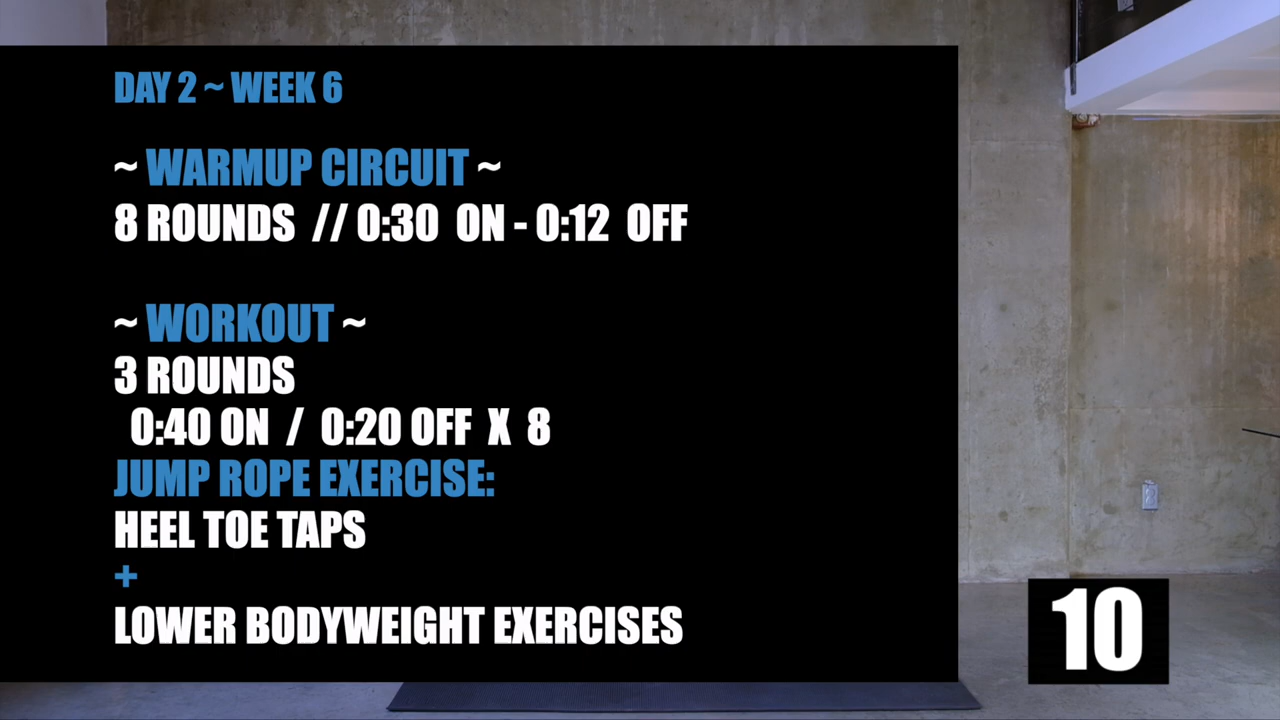 DAY 2 ~ WEEK 6
~ WARMUP CIRCUIT ~
8 ROUNDS // 0:30 ON - 0:12 OFF
~ WORKOUT ~
3 ROUNDS
0:40 ON / 0:20 OFF X 8
JUMP ROPE EXERCISE:
HEEL TOE TAPS
+
LOWER BODYWEIGHT EXERCISES
10